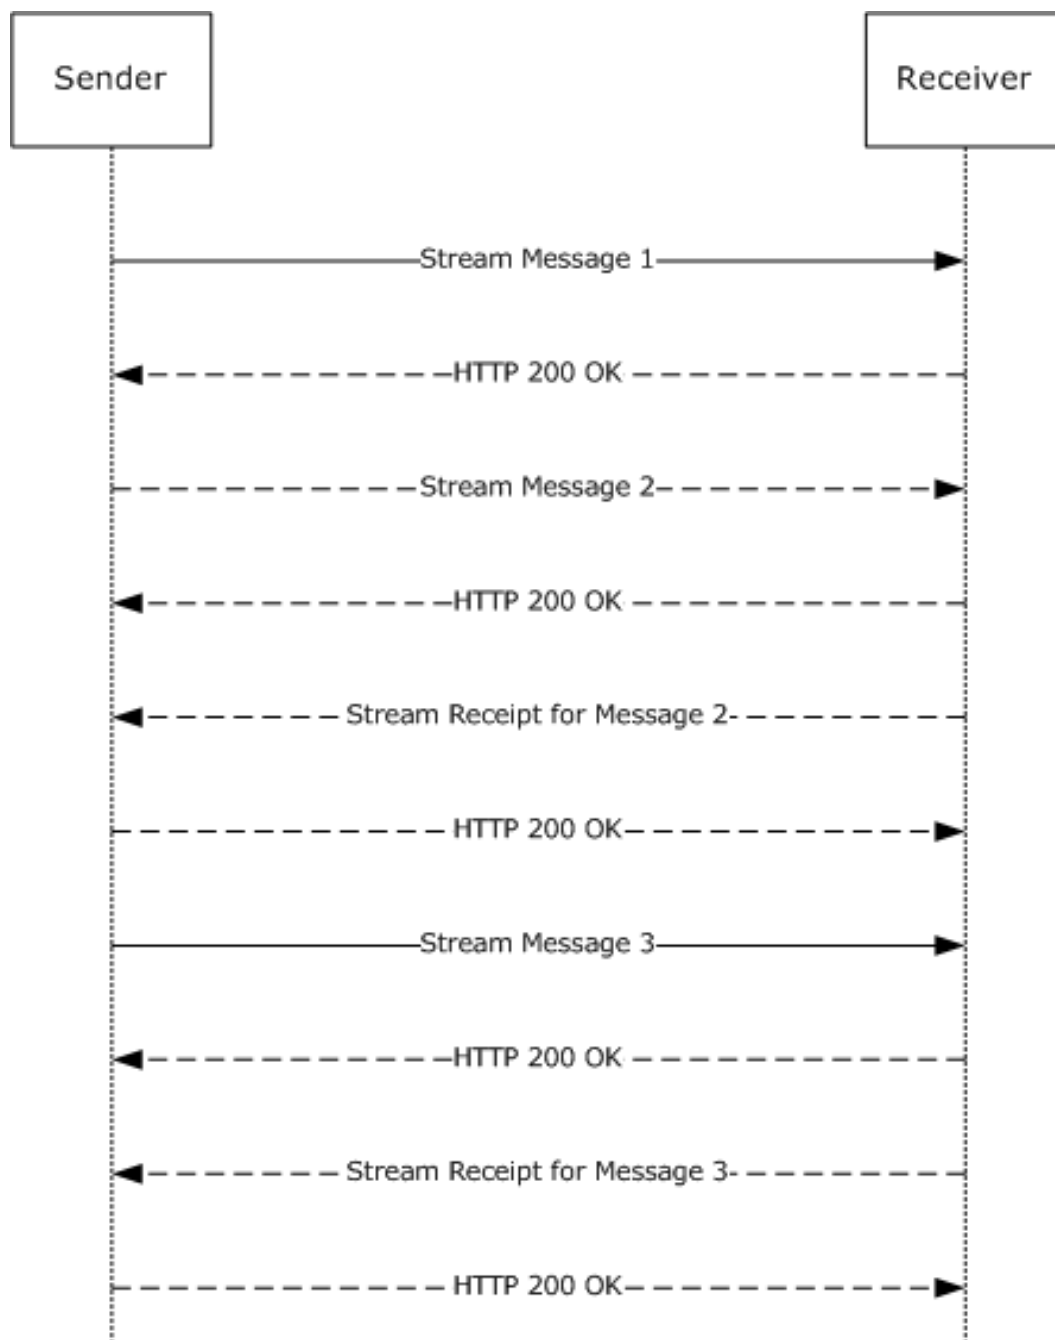 Sender
Receiver
Stream Message 1
HTTP 200 OK
Stream Message 2
HTTP 200 OK
Stream Receipt for Message 2
HTTP 200 OK
Stream Message 3
HTTP 200 OK
Stream Receipt for Message 3
HTTP 200 OK